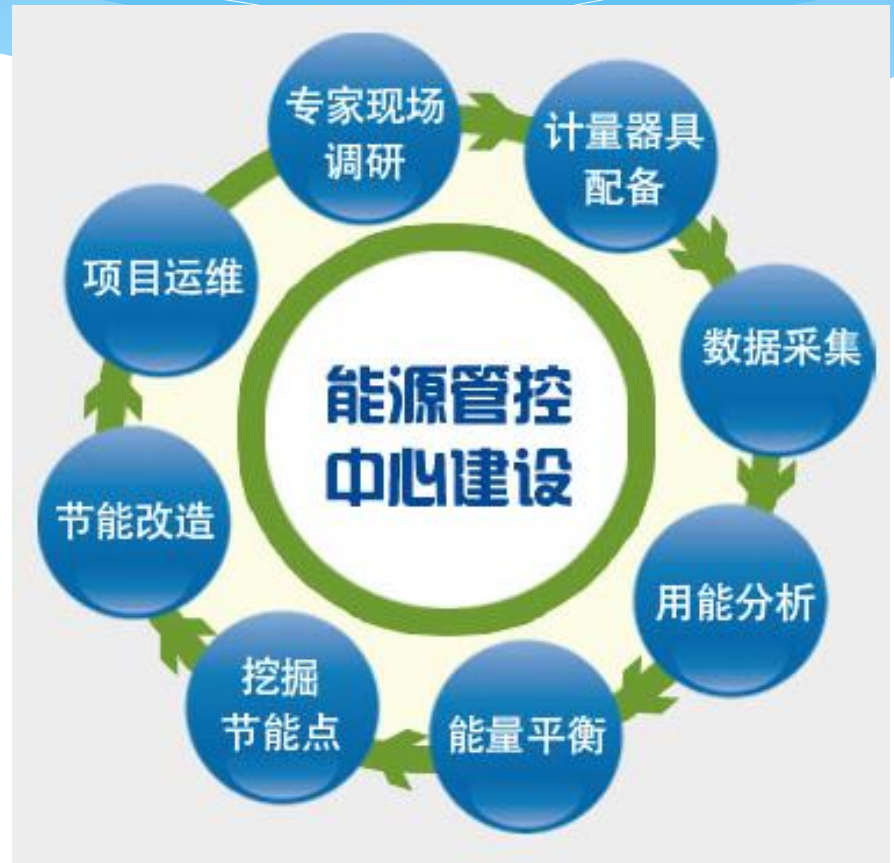 专家现场
调研
计量器具
配备
数据采集
用能分析
能量平衡
挖掘
节能点
节能改造
项目运维
能源管控
中心建设